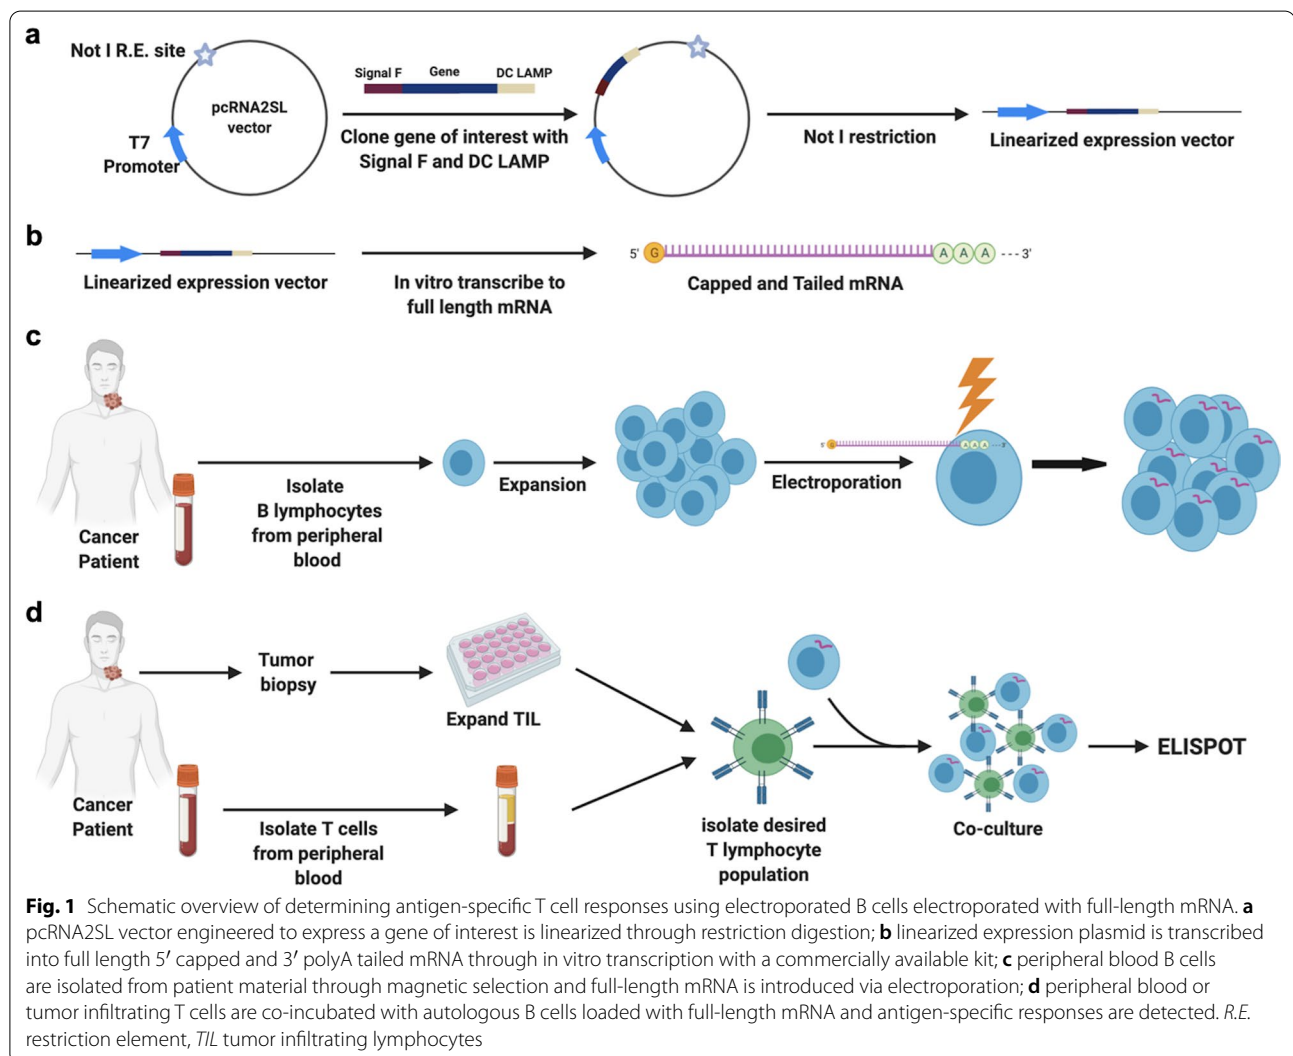 a
Not I R.E. site
pcRNA2SL
vector
T7
Promoter
Signal F Gene DC LAMP
Clone gene of interest with
Signal F and DC LAMP
Not I restriction
Linearized expression vector
b
Linearized expression vector
In vitro transcribe to
full length mRNA
5' G A A A ---3'
Capped and Tailed mRNA
c
Cancer
Patient
Isolate
B lymphocytes
from peripheral
blood
Expansion
5' G A A A ---3'
Electroporation
d
Cancer
Patient
Tumor
biopsy
Expand TIL
Isolate T cells
from peripheral
blood
isolate desired
T lymphocyte
population
Co-culture
ELISPOT
Fig. 1 Schematic overview of determining antigen-specific T cell responses using electroporated B cells electroporated with full-length mRNA. a
pcRNA2SL vector engineered to express a gene of interest is linearized through restriction digestion; b linearized expression plasmid is transcribed
into full length 5′ capped and 3′ polyA tailed mRNA through in vitro transcription with a commercially available kit; c peripheral blood B cells
are isolated from patient material through magnetic selection and full-length mRNA is introduced via electroporation; d peripheral blood or
tumor infiltrating T cells are co-incubated with autologous B cells loaded with full-length mRNA and antigen-specific responses are detected. R.E.
restriction element, TIL tumor infiltrating lymphocytes